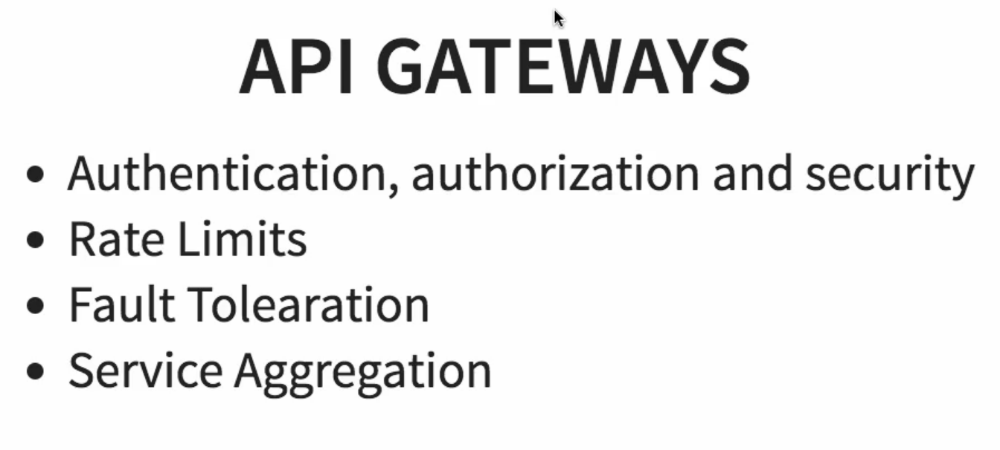 API GATEWAYS
• Authentication, authorization and security
• Rate Limits
• Fault Tolearation
• Service Aggregation